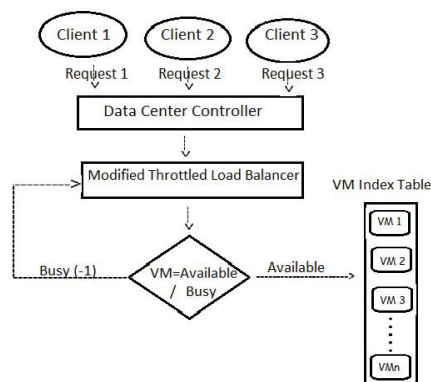 Client 1
Client 2
Client 3
Request 1
Request 2
Request 3
Data Center Controller
Modified Throttled Load Balancer
VM Index Table
VM 1
VM 2
VM 3
VMn
VM=Available
/ Busy
Busy (-1)
Available